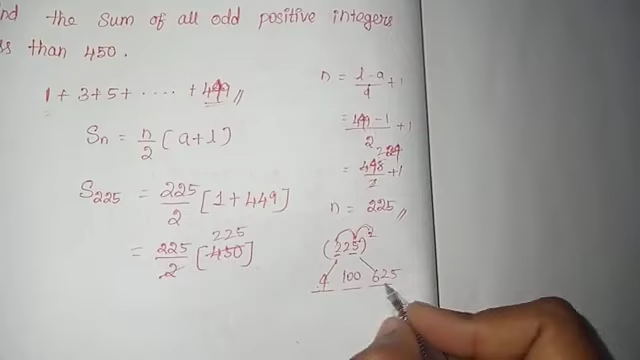 nd the Sum of all odd positive integers
ss than 450.
1 + 3 + 5 + .... + 449 //
Sn = n/2 (a+l)
S225 = 225/2 [1 + 449]
225
= 225/2 [450]
n = l-a/d + 1
= 449-1/2 + 1
224
= 448/2 + 1
n = 225 //
(225)²
4 100 625